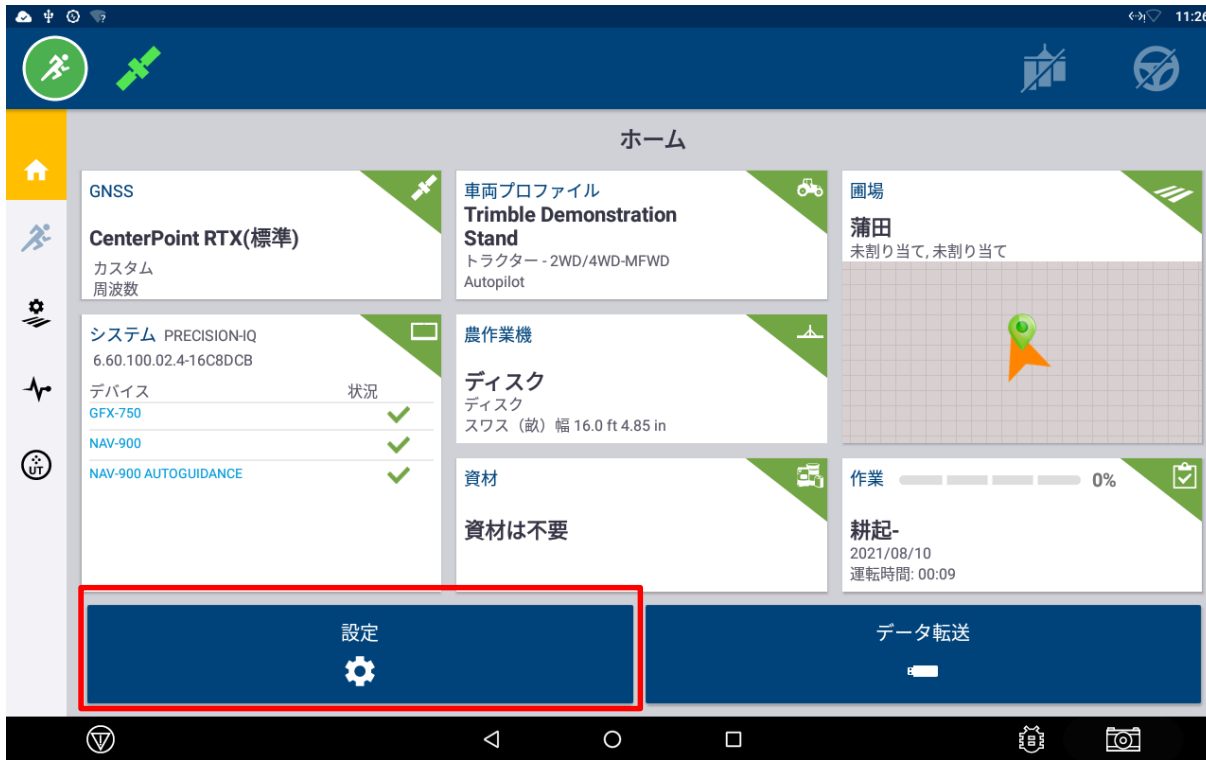 11:26
ホーム
GNSS
CenterPoint RTX(標準)
カスタム
周波数
車両プロファイル
Trimble Demonstration
Stand
トラクター - 2WD/4WD-MFWD
Autopilot
圃場
蒲田
未割り当て, 未割り当て
システム PRECISION-IQ
6.60.100.02.4-16C8DCB
デバイス 状況
GFX-750
NAV-900
NAV-900 AUTOGUIDANCE
農作業機
ディスク
ディスク
スワス（畝）幅 16.0 ft 4.85 in
資材
資材は不要
作業 0%
耕起-
2021/08/10
運転時間: 00:09
UT
設定
データ転送